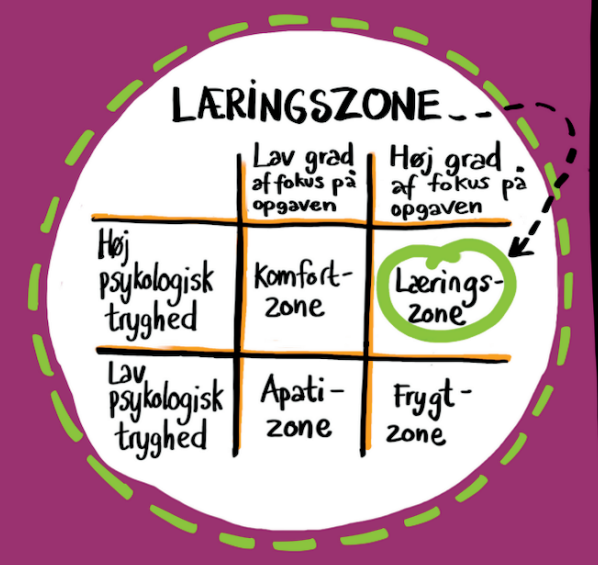 LÆRINGSZONE
Lav grad
af fokus på
opgaven
Høj grad
af fokus på
opgaven
Høj
psykologisk
tryghed
Komfort-
zone
Lærings-
zone
Lav
psykologisk
tryghed
Apati-
zone
Frygt-
zone